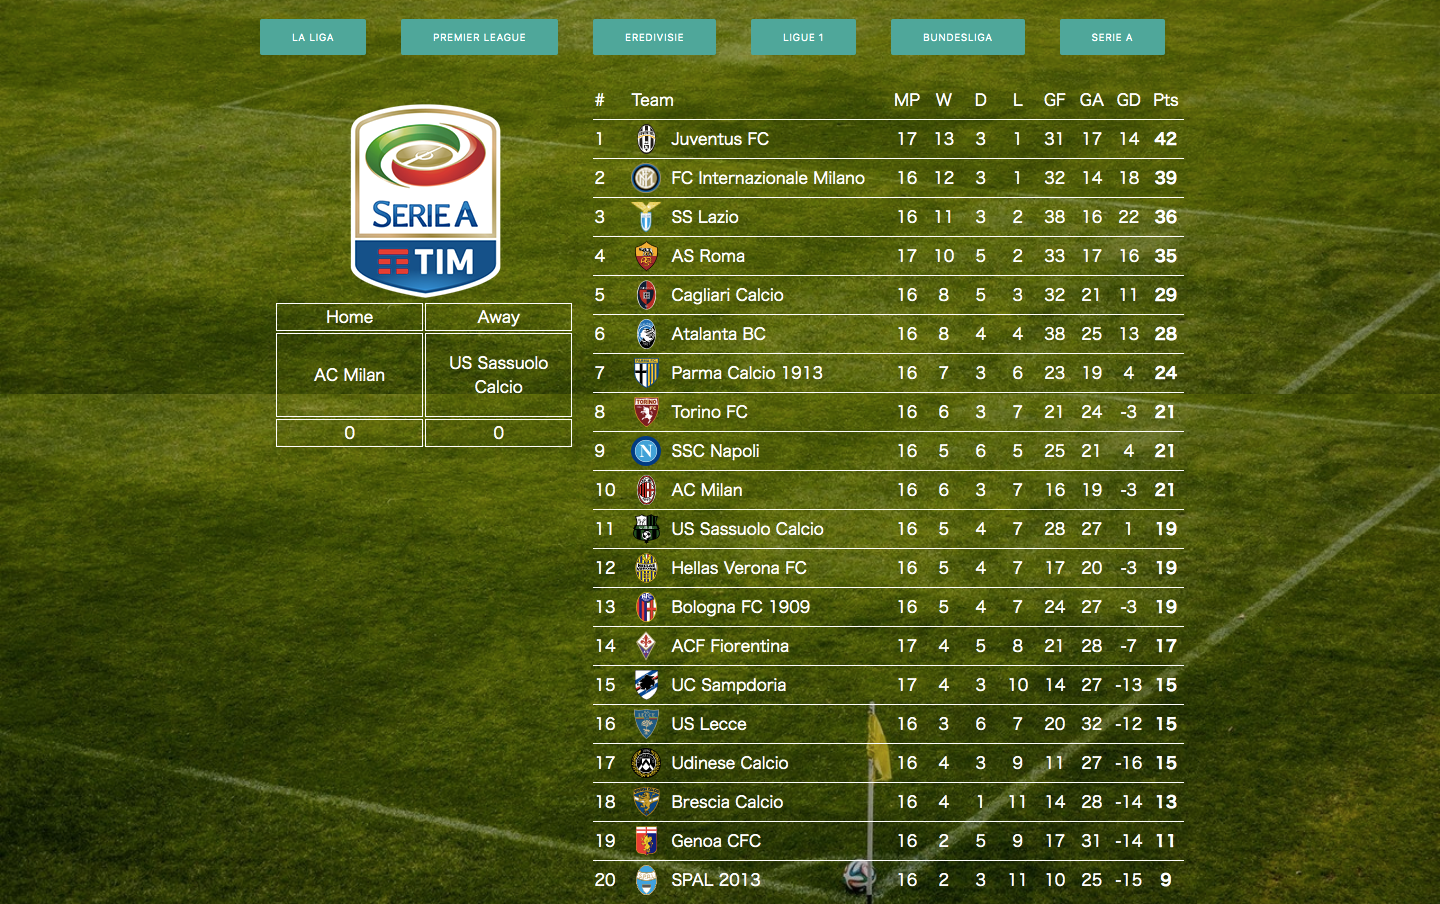 LA LIGA PREMIER LEAGUE EREDIVISIE LIGUE 1 BUNDESLIGA SERIE A
SERIE A
TIM
Home Away
AC Milan US Sassuolo
Calcio
0 0
# Team MP W D L GF GA GD Pts
1 Juventus FC 17 13 3 1 31 17 14 42
2 FC Internazionale Milano 16 12 3 1 32 14 18 39
3 SS Lazio 16 11 3 2 38 16 22 36
4 AS Roma 17 10 5 2 33 17 16 35
5 Cagliari Calcio 16 8 5 3 32 21 11 29
6 Atalanta BC 16 8 4 4 38 25 13 28
7 Parma Calcio 1913 16 7 3 6 23 19 4 24
8 Torino FC 16 6 3 7 21 24 -3 21
9 SSC Napoli 16 5 6 5 25 21 4 21
10 AC Milan 16 6 3 7 16 19 -3 21
11 US Sassuolo Calcio 16 5 4 7 28 27 1 19
12 Hellas Verona FC 16 5 4 7 17 20 -3 19
13 Bologna FC 1909 16 5 4 7 24 27 -3 19
14 ACF Fiorentina 17 4 5 8 21 28 -7 17
15 UC Sampdoria 17 4 3 10 14 27 -13 15
16 US Lecce 16 3 6 7 20 32 -12 15
17 Udinese Calcio 16 4 3 9 11 27 -16 15
18 Brescia Calcio 16 4 1 11 14 28 -14 13
19 Genoa CFC 16 2 5 9 17 31 -14 11
20 SPAL 2013 16 2 3 11 10 25 -15 9